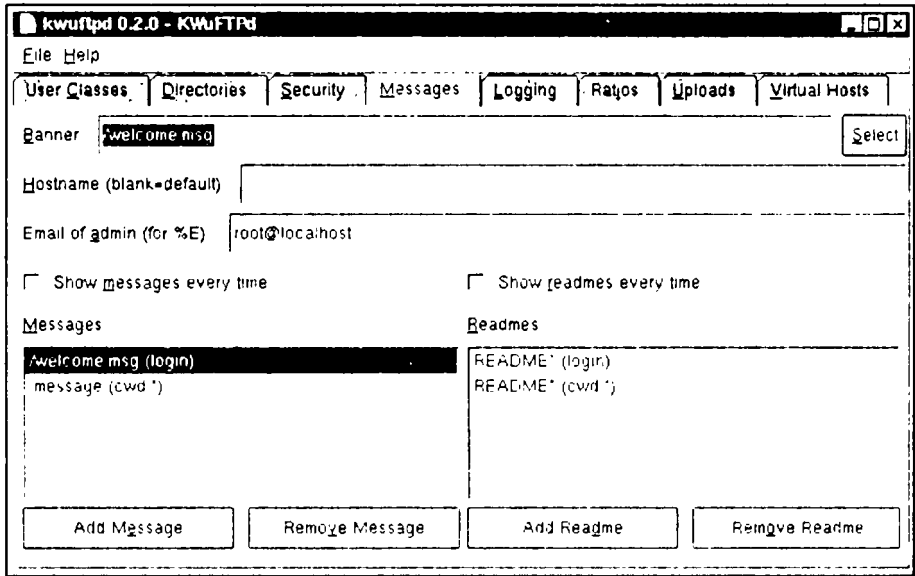 kwuftpd 0.2.0 - KWuFTPd
File Help
User Classes Directories Security Messages Logging Ratios Uploads Virtual Hosts
Banner /welcome.msg Select
Hostname (blank=default)
Email of admin (for %E) root@localhost
Show messages every time Show readmes every time
Messages Readmes
/welcome.msg (login) README* (login)
.message (cwd *) README* (cwd *)
Add Message Remove Message Add Readme Remove Readme